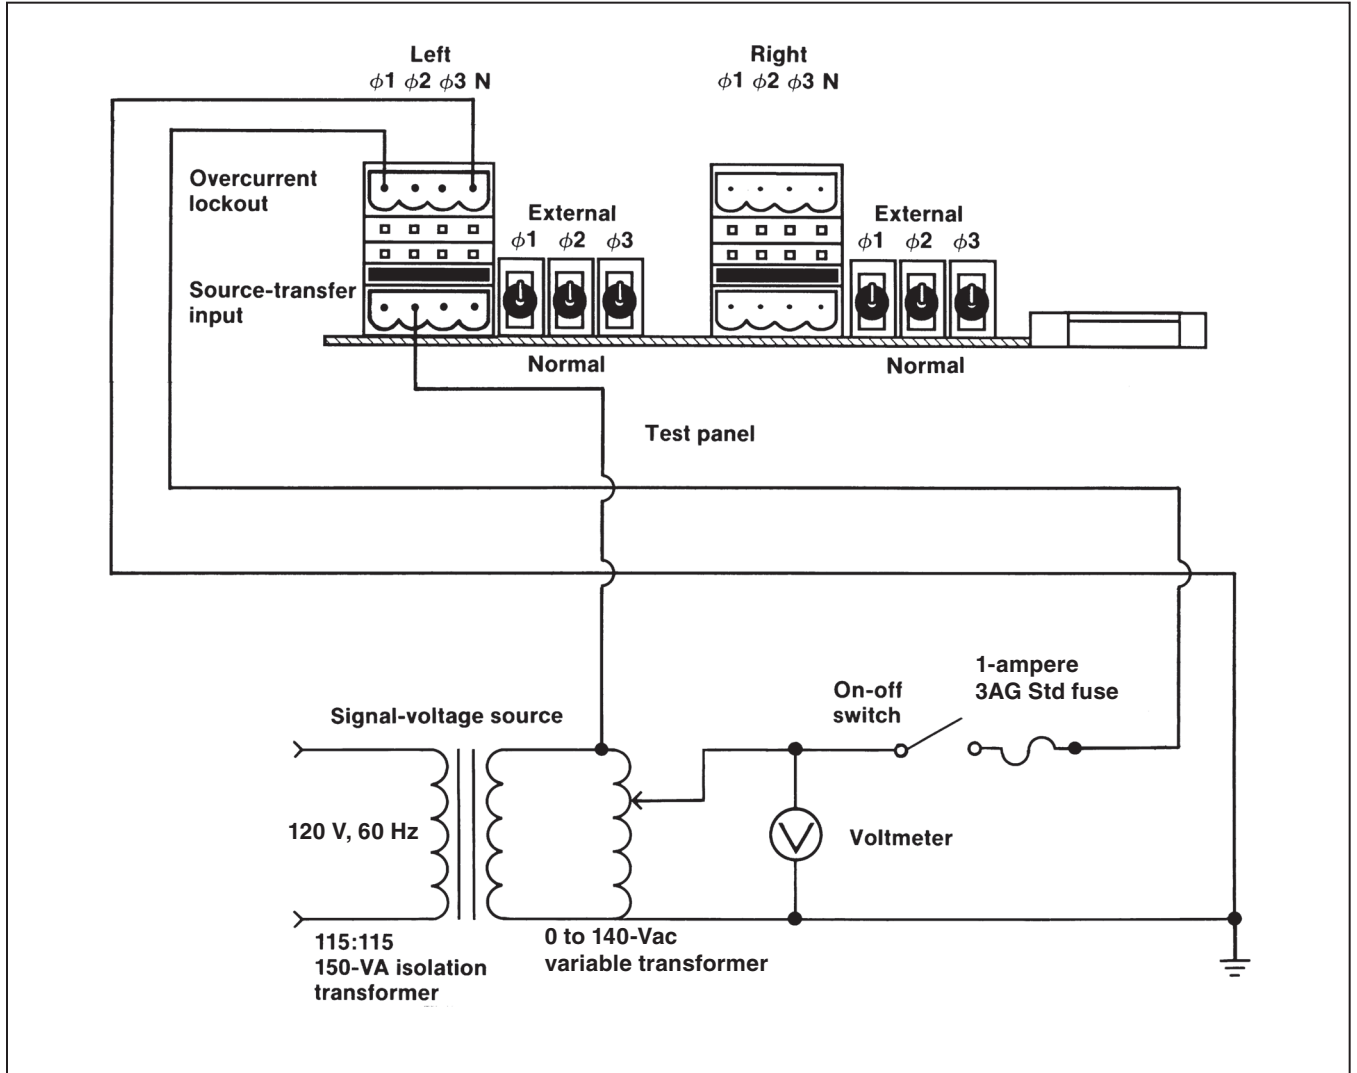 Left
ϕ1 ϕ2 ϕ3 N
Right
ϕ1 ϕ2 ϕ3 N
Overcurrent
lockout
External
ϕ1 ϕ2 ϕ3
External
ϕ1 ϕ2 ϕ3
Source-transfer
input
Normal
Normal
Test panel
1-ampere
3AG Std fuse
On-off
switch
Signal-voltage source
120 V, 60 Hz
V
Voltmeter
115:115
150-VA isolation
transformer
0 to 140-Vac
variable transformer